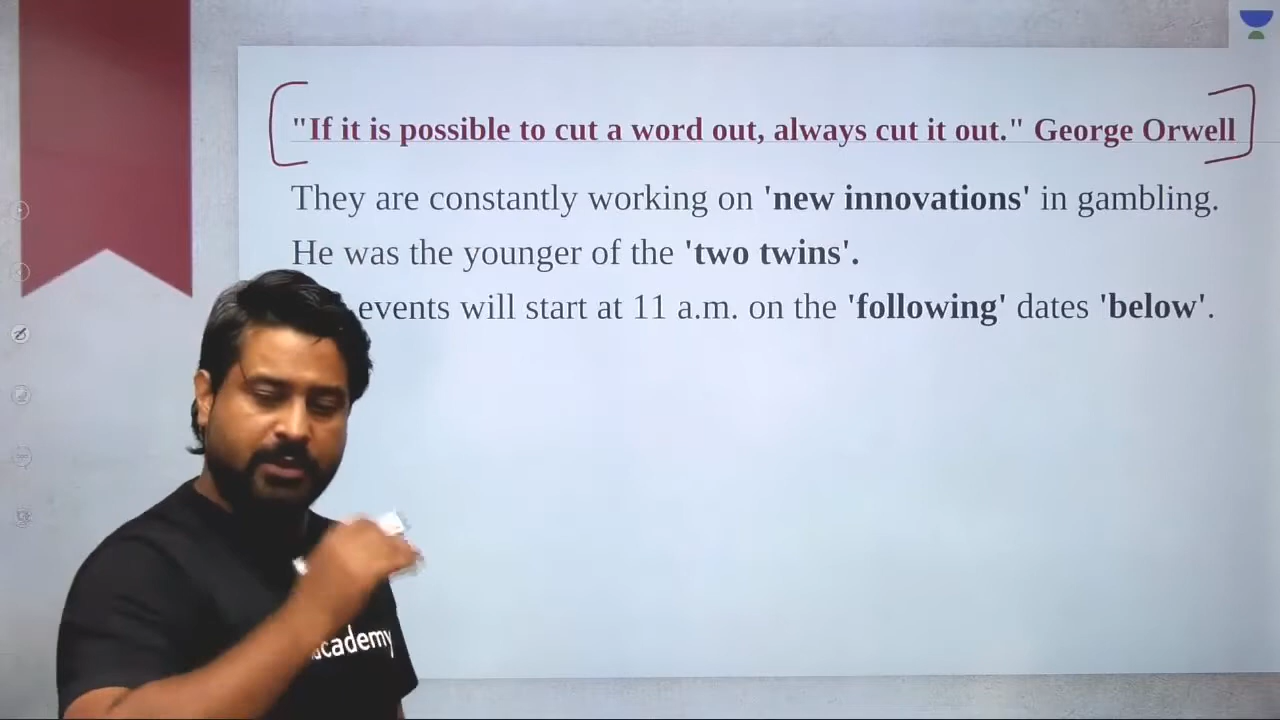 "If it is possible to cut a word out, always cut it out." George Orwell
They are constantly working on 'new innovations' in gambling.
He was the younger of the 'two twins'.
events will start at 11 a.m. on the 'following' dates 'below'.
academy